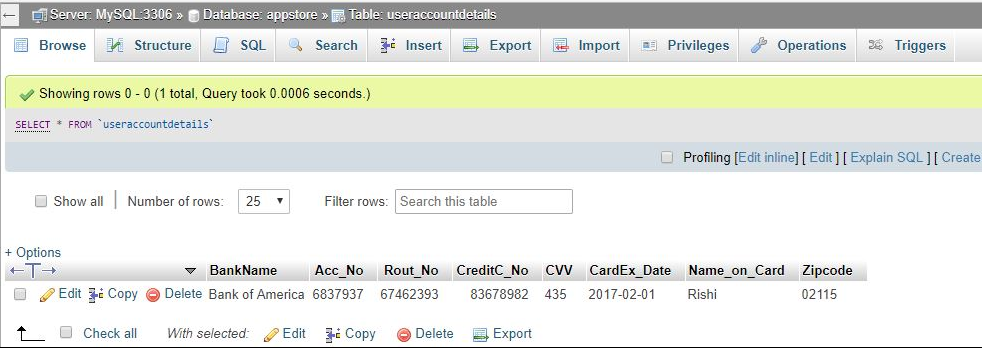 Server: MySQL:3306 » Database: appstore » Table: useraccountdetails
Browse Structure SQL Search Insert Export Import Privileges Operations Triggers
Showing rows 0 - 0 (1 total, Query took 0.0006 seconds.)
SELECT * FROM `useraccountdetails`
Profiling [Edit inline] [ Edit ] [ Explain SQL ] [ Create
Show all | Number of rows: 25 Filter rows: Search this table
+ Options
←T→ BankName Acc_No Rout_No CreditC_No CVV CardEx_Date Name_on_Card Zipcode
Edit Copy Delete Bank of America 6837937 67462393 83678982 435 2017-02-01 Rishi 02115
Check all With selected: Edit Copy Delete Export